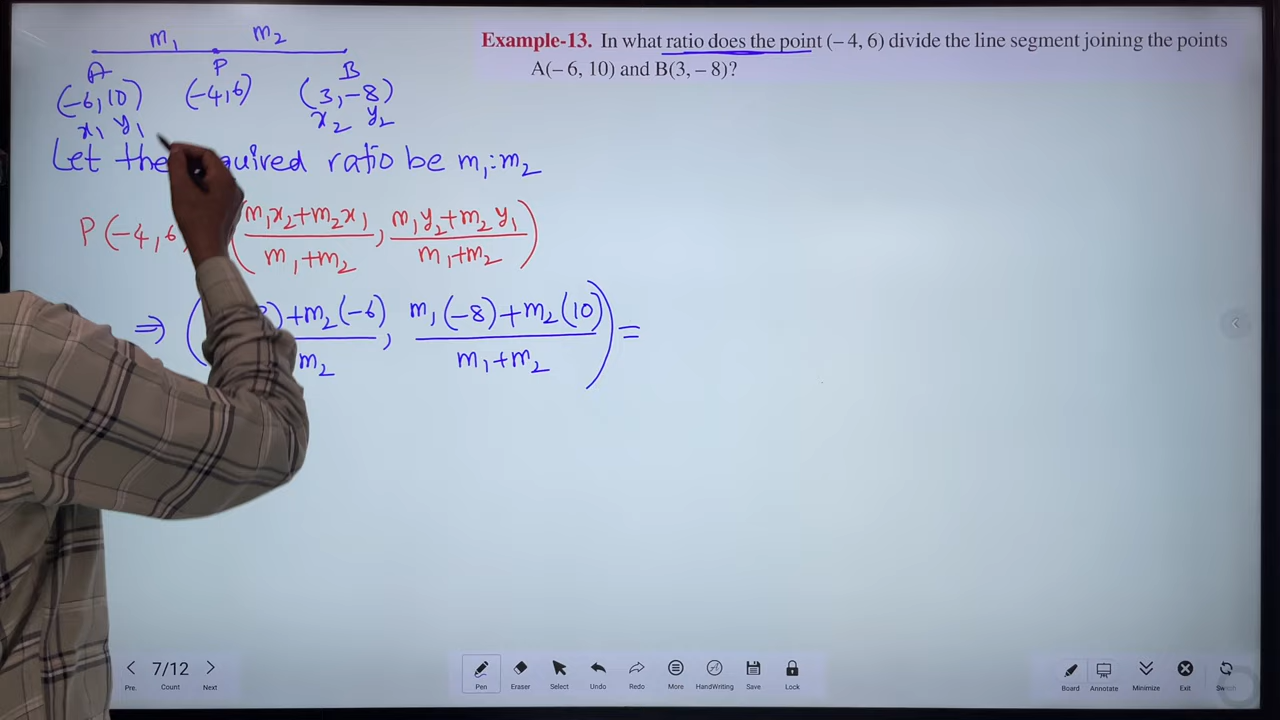 Example-13. In what ratio does the point (– 4, 6) divide the line segment joining the points
A(– 6, 10) and B(3, – 8)?
m₁ m₂
A P B
(-6,10) (-4,6) (3,-8)
x₁ y₁ x₂ y₂
Let the quired ratio be m₁:m₂
P(-4,6 (m₁x₂+m₂x₁/m₁+m₂, m₁y₂+m₂y₁/m₁+m₂)
⇒ ( )+m₂(-6)/m₂, m₁(-8)+m₂(10)/m₁+m₂) =
7/12
Pre. Count Next
Pen Eraser Select Undo Redo More HandWriting Save Lock
Board Annotate Minimize Exit Switch